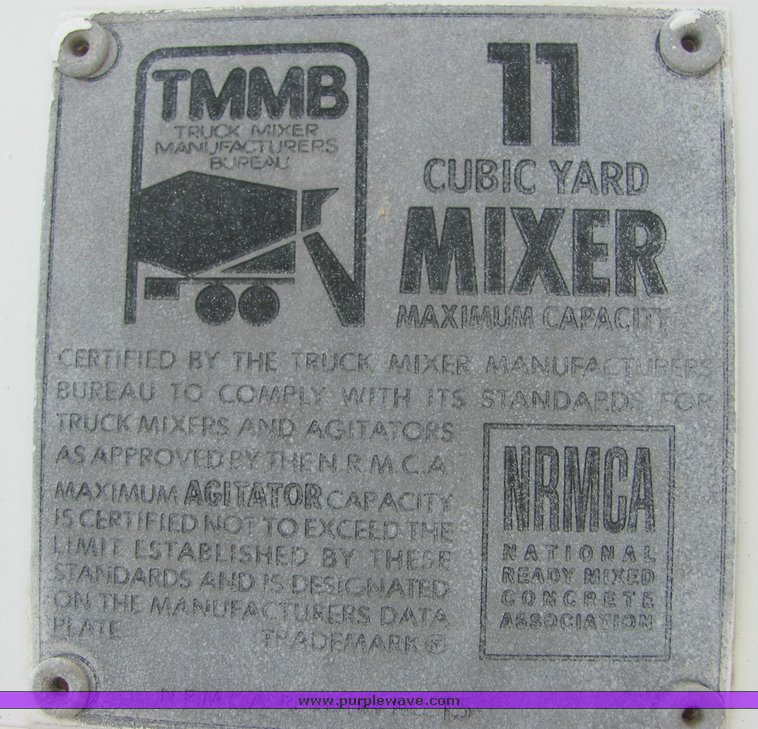 TMMB
TRUCK MIXER
MANUFACTURERS
BUREAU
11
CUBIC YARD
MIXER
MAXIMUM CAPACITY
CERTIFIED BY THE TRUCK MIXER MANUFACTURERS
BUREAU TO COMPLY WITH ITS STANDARDS FOR
TRUCK MIXERS AND AGITATORS
AS APPROVED BY THE N.R.M.C.A
MAXIMUM AGITATOR CAPACITY
IS CERTIFIED NOT TO EXCEED THE
LIMIT ESTABLISHED BY THESE
STANDARDS AND IS DESIGNATED
ON THE MANUFACTURERS DATA
PLATE TRADEMARK ®
NRMCA
NATIONAL
READY MIXED
CONCRETE
ASSOCIATION
www.purplewave.com